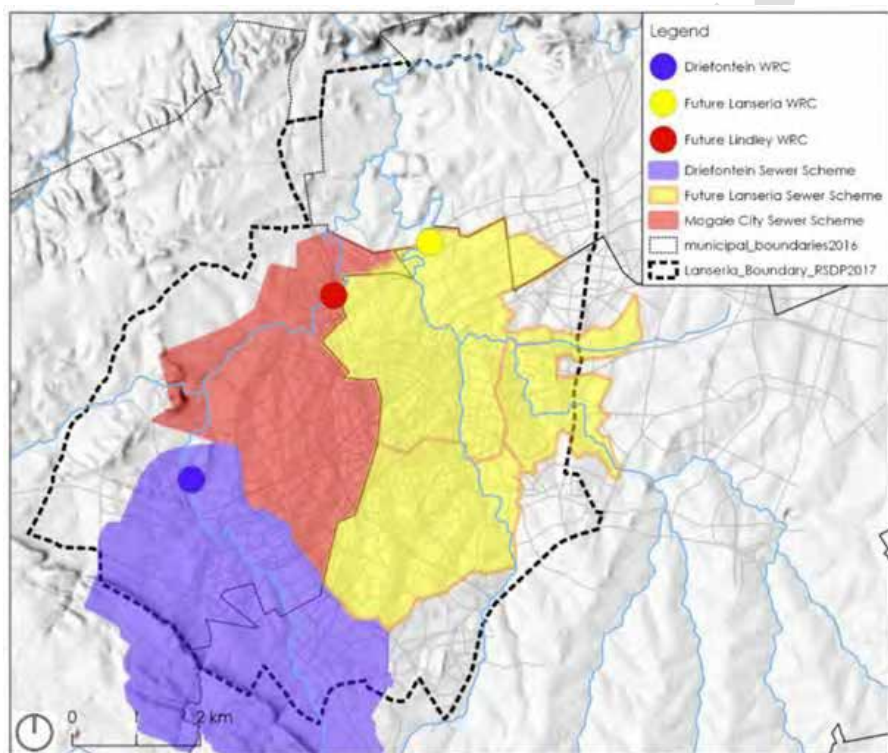 Legend
Driefontein WRC
Future Lanseria WRC
Future Lindley WRC
Driefontein Sewer Scheme
Future Lanseria Sewer Scheme
Mogale City Sewer Scheme
municipal_boundaries2016
Lanseria_Boundary_RSDP2017
0 2 km